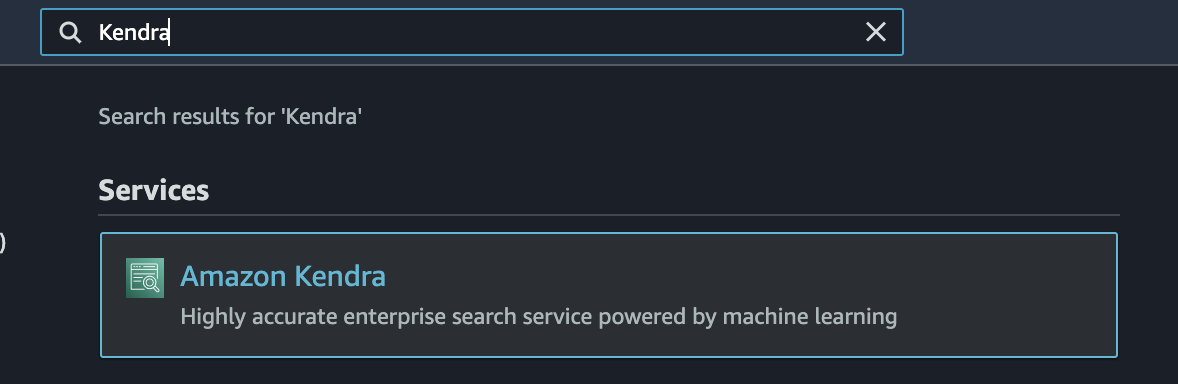 Kendra
Search results for 'Kendra'
Services
)
Amazon Kendra
Highly accurate enterprise search service powered by machine learning